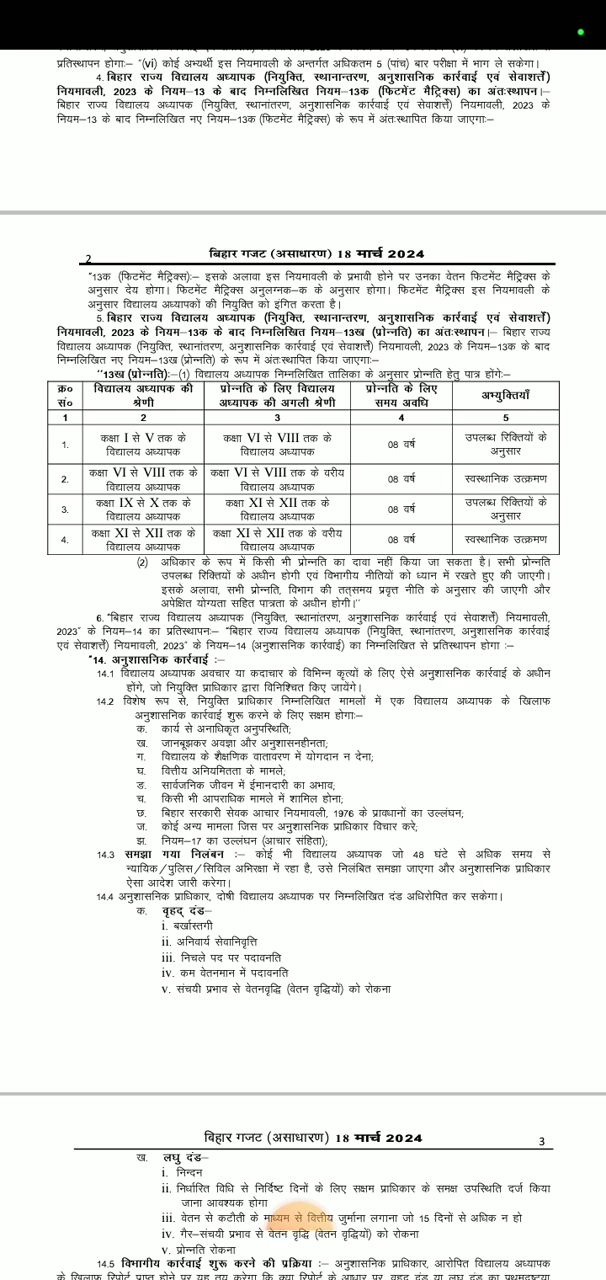 प्रतिस्थापन होगाः– "(vi) कोई अभ्यर्थी इस नियमावली के अन्तर्गत अधिकतम 5 (पांच) बार परीक्षा में भाग ले सकेगा।
4. बिहार राज्य विद्यालय अध्यापक (नियुक्ति, स्थानान्तरण, अनुशासनिक कार्रवाई एवं सेवाशर्त्तें)
नियमावली, 2023 के नियम–13 के बाद निम्नलिखित नियम–13क (फिटमेंट मैट्रिक्स) का अंतःस्थापन।–
बिहार राज्य विद्यालय अध्यापक (नियुक्ति, स्थानांतरण, अनुशासनिक कार्रवाई एवं सेवाशर्त्तें) नियमावली, 2023 के
नियम–13 के बाद निम्नलिखित नए नियम–13क (फिटमेंट मैट्रिक्स) के रूप में अंतःस्थापित किया जाएगाः–
2 बिहार गजट (असाधारण) 18 मार्च 2024
"13क (फिटमेंट मैट्रिक्स)ः– इसके अलावा इस नियमावली के प्रभावी होने पर उनका वेतन फिटमेंट मैट्रिक्स के
अनुसार देय होगा। फिटमेंट मैट्रिक्स अनुलग्नक–क के अनुसार होगा। फिटमेंट मैट्रिक्स इस नियमावली के
अनुसार विद्यालय अध्यापकों की नियुक्ति को इंगित करता है।
5. बिहार राज्य विद्यालय अध्यापक (नियुक्ति, स्थानान्तरण, अनुशासनिक कार्रवाई एवं सेवाशर्त्तें)
नियमावली, 2023 के नियम–13क के बाद निम्नलिखित नियम–13ख (प्रोन्नति) का अंतःस्थापन।– बिहार राज्य
विद्यालय अध्यापक (नियुक्ति, स्थानांतरण, अनुशासनिक कार्रवाई एवं सेवाशर्त्तें) नियमावली, 2023 के नियम–13क के बाद
निम्नलिखित नए नियम–13ख (प्रोन्नति) के रूप में अंतःस्थापित किया जाएगाः–
''13ख (प्रोन्नति)ः–(1) विद्यालय अध्यापक निम्नलिखित तालिका के अनुसार प्रोन्नति हेतु पात्र होंगेः–
क्र० सं० विद्यालय अध्यापक की श्रेणी प्रोन्नति के लिए विद्यालय अध्यापक की अगली श्रेणी प्रोन्नति के लिए समय अवधि अभ्युक्तियाँ
1 2 3 4 5
1. कक्षा I से V तक के विद्यालय अध्यापक कक्षा VI से VIII तक के विद्यालय अध्यापक 08 वर्ष उपलब्ध रिक्तियों के अनुसार
2. कक्षा VI से VIII तक के विद्यालय अध्यापक कक्षा VI से VIII तक के वरीय विद्यालय अध्यापक 08 वर्ष स्वस्थानिक उत्क्रमण
3. कक्षा IX से X तक के विद्यालय अध्यापक कक्षा XI से XII तक के विद्यालय अध्यापक 08 वर्ष उपलब्ध रिक्तियों के अनुसार
4. कक्षा XI से XII तक के विद्यालय अध्यापक कक्षा XI से XII तक के वरीय विद्यालय अध्यापक 08 वर्ष स्वस्थानिक उत्क्रमण
(2) अधिकार के रूप में किसी भी प्रोन्नति का दावा नहीं किया जा सकता है। सभी प्रोन्नति
उपलब्ध रिक्तियों के अधीन होगी एवं विभागीय नीतियों को ध्यान में रखते हुए की जाएगी।
इसके अलावा, सभी प्रोन्नति, विभाग की तत्समय प्रवृत्त नीति के अनुसार की जाएगी और
अपेक्षित योग्यता सहित पात्रता के अधीन होगी।''
6. "बिहार राज्य विद्यालय अध्यापक (नियुक्ति, स्थानांतरण, अनुशासनिक कार्रवाई एवं सेवाशर्त्तें) नियमावली,
2023" के नियम–14 का प्रतिस्थापनः– "बिहार राज्य विद्यालय अध्यापक (नियुक्ति, स्थानांतरण, अनुशासनिक कार्रवाई
एवं सेवाशर्त्तें) नियमावली, 2023" के नियम–14 (अनुशासनिक कार्रवाई) का निम्नलिखित से प्रतिस्थापन होगा :–
"14. अनुशासनिक कार्रवाई :–
14.1 विद्यालय अध्यापक अवचार या कदाचार के विभिन्न कृत्यों के लिए ऐसे अनुशासनिक कार्रवाई के अधीन
होंगे, जो नियुक्ति प्राधिकार द्वारा विनिश्चित किए जायेंगे।
14.2 विशेष रूप से, नियुक्ति प्राधिकार निम्नलिखित मामलों में एक विद्यालय अध्यापक के खिलाफ
अनुशासनिक कार्रवाई शुरू करने के लिए सक्षम होगाः–
क. कार्य से अनाधिकृत अनुपस्थिति;
ख. जानबूझकर अवज्ञा और अनुशासनहीनता;
ग. विद्यालय के शैक्षणिक वातावरण में योगदान न देना;
घ. वित्तीय अनियमितता के मामले;
ङ. सार्वजनिक जीवन में ईमानदारी का अभाव;
च. किसी भी आपराधिक मामले में शामिल होना;
छ. बिहार सरकारी सेवक आचार नियमावली, 1976 के प्रावधानों का उल्लंघन;
ज. कोई अन्य मामला जिस पर अनुशासनिक प्राधिकार विचार करे;
झ. नियम–17 का उल्लंघन (आचार संहिता);
14.3 समझा गया निलंबन :– कोई भी विद्यालय अध्यापक जो 48 घंटे से अधिक समय से
न्यायिक/पुलिस/सिविल अभिरक्षा में रहा है, उसे निलंबित समझा जाएगा और अनुशासनिक प्राधिकार
ऐसा आदेश जारी करेगा।
14.4 अनुशासनिक प्राधिकार, दोषी विद्यालय अध्यापक पर निम्नलिखित दंड अधिरोपित कर सकेगा।
क. वृहद् दंड–
i. बर्खास्तगी
ii. अनिवार्य सेवानिवृत्ति
iii. निचले पद पर पदावनति
iv. कम वेतनमान में पदावनति
v. संचयी प्रभाव से वेतनवृद्धि (वेतन वृद्धियों) को रोकना
बिहार गजट (असाधारण) 18 मार्च 2024 3
ख. लघु दंड–
i. निन्दन
ii. निर्धारित विधि से निर्दिष्ट दिनों के लिए सक्षम प्राधिकार के समक्ष उपस्थिति दर्ज किया
जाना आवश्यक होगा
iii. वेतन से कटौती के माध्यम से वित्तीय जुर्माना लगाना जो 15 दिनों से अधिक न हो
iv. गैर–संचयी प्रभाव से वेतन वृद्धि (वेतन वृद्धियों) को रोकना
v. प्रोन्नति रोकना
14.5 विभागीय कार्रवाई शुरू करने की प्रक्रिया :– अनुशासनिक प्राधिकार, आरोपित विद्यालय अध्यापक
के खिलाफ रिपोर्ट प्राप्त होने पर यह तय करेगा कि क्या रिपोर्ट के आधार पर, वृहद दंड या लघु दंड का प्रथमदृष्टया